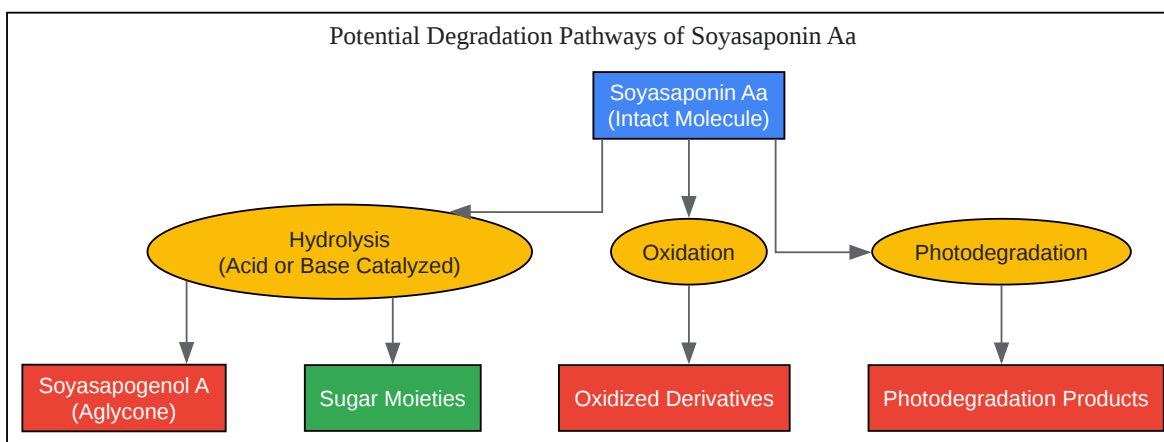 Potential Degradation Pathways of Soyasaponin Aa
Soyasaponin Aa
(Intact Molecule)
Hydrolysis
(Acid or Base Catalyzed)
Oxidation
Photodegradation
Soyasapogenol A
(Aglycone)
Sugar Moieties
Oxidized Derivatives
Photodegradation Products